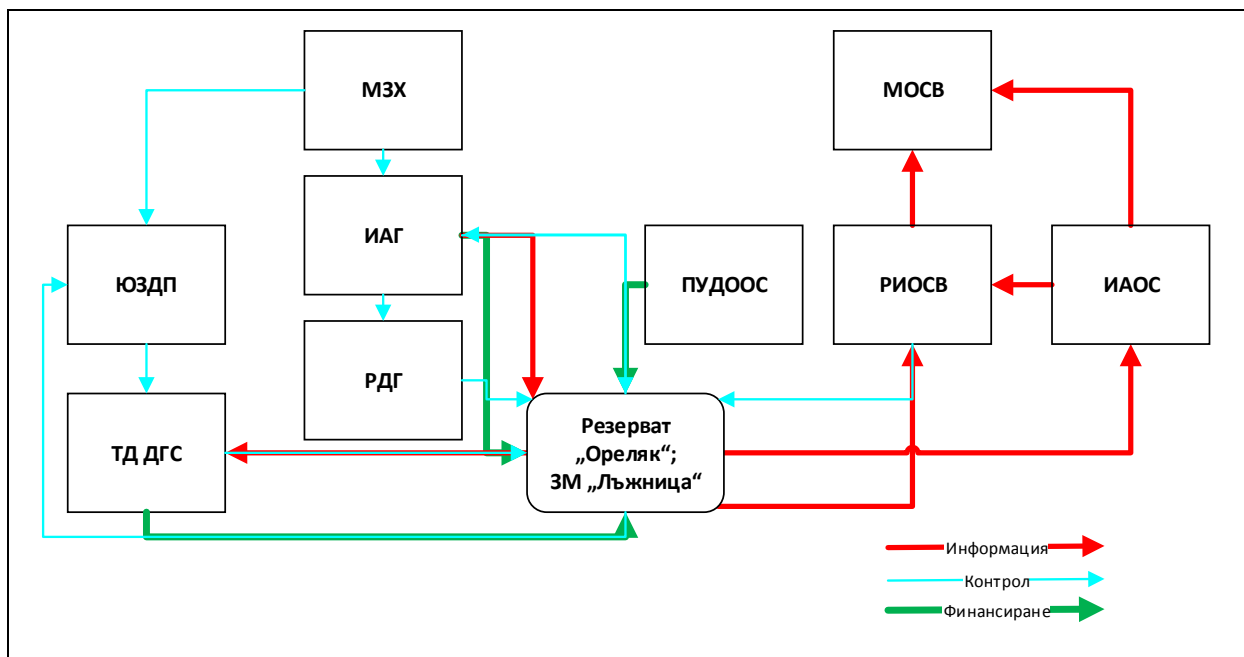 МЗХ
МОСВ
ИАГ
ЮЗДП
ПУДООС
РИОСВ
ИАОС
РДГ
ТД ДГС
Резерват
„Ореляк“;
ЗМ „Лъжница“
Информация
Контрол
Финансиране